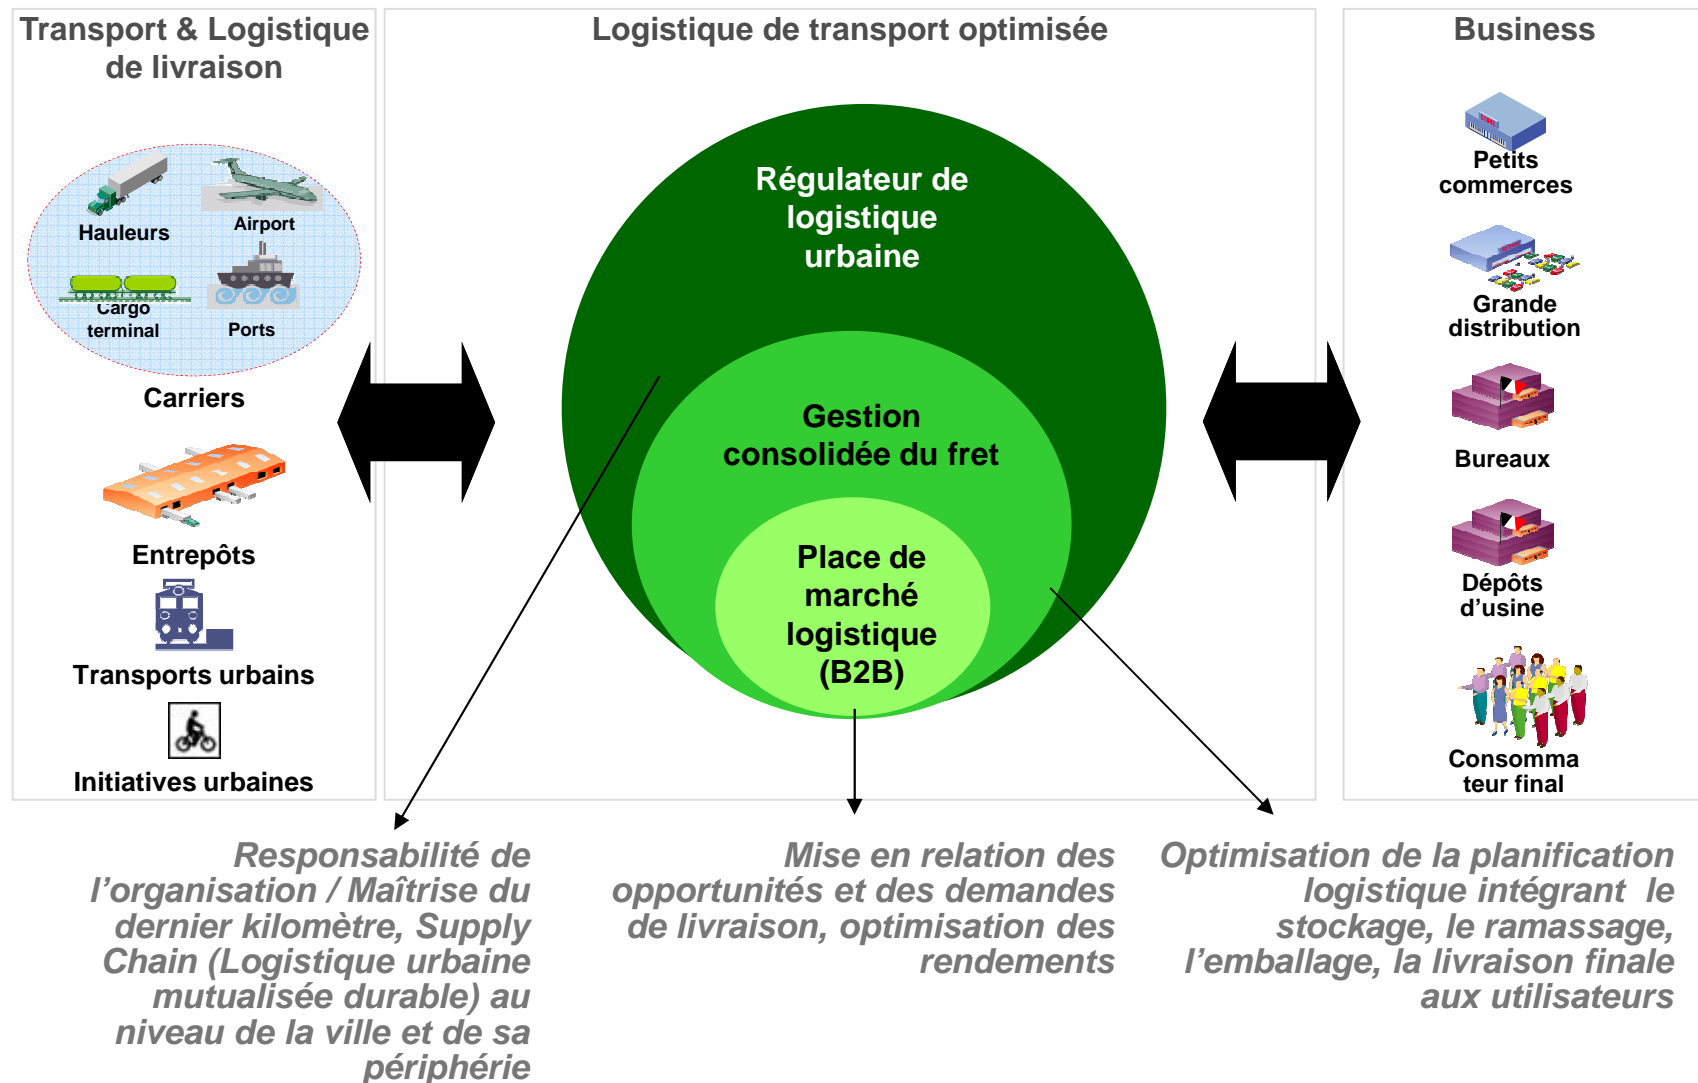 Transport & Logistique
de livraison
Hauleurs
Airport
Cargo
terminal
Ports
Carriers
Entrepôts
Transports urbains
Initiatives urbaines
Logistique de transport optimisée
Régulateur de
logistique
urbaine
Gestion
consolidée du fret
Place de
marché
logistique
(B2B)
Business
Petits
commerces
Grande
distribution
Bureaux
Dépôts
d’usine
Consomma
teur final
Responsabilité de
l’organisation / Maîtrise du
dernier kilomètre, Supply
Chain (Logistique urbaine
mutualisée durable) au
niveau de la ville et de sa
périphérie
Mise en relation des
opportunités et des demandes
de livraison, optimisation des
rendements
Optimisation de la planification
logistique intégrant  le
stockage, le ramassage,
l’emballage, la livraison finale
aux utilisateurs